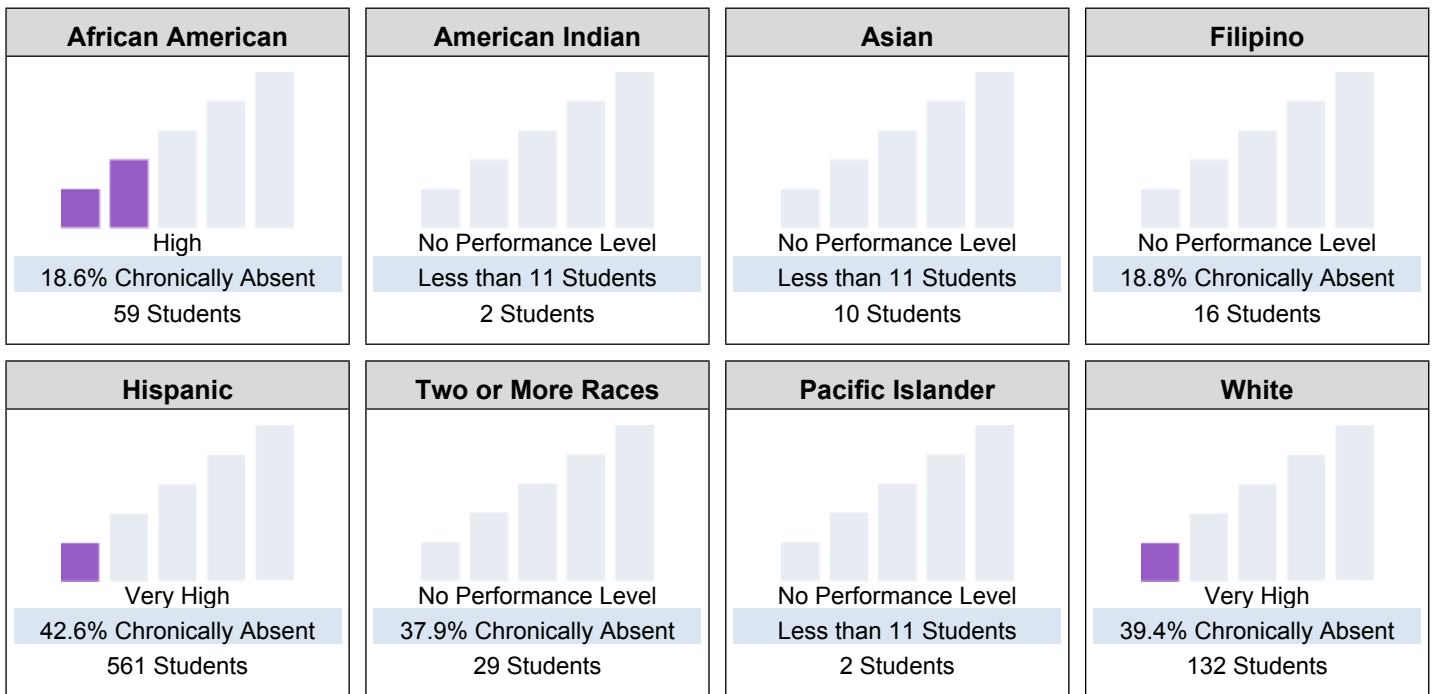 African American
High
18.6% Chronically Absent
59 Students
American Indian
No Performance Level
Less than 11 Students
2 Students
Asian
No Performance Level
Less than 11 Students
10 Students
Filipino
No Performance Level
18.8% Chronically Absent
16 Students
Hispanic
Very High
42.6% Chronically Absent
561 Students
Two or More Races
No Performance Level
37.9% Chronically Absent
29 Students
Pacific Islander
No Performance Level
Less than 11 Students
2 Students
White
Very High
39.4% Chronically Absent
132 Students